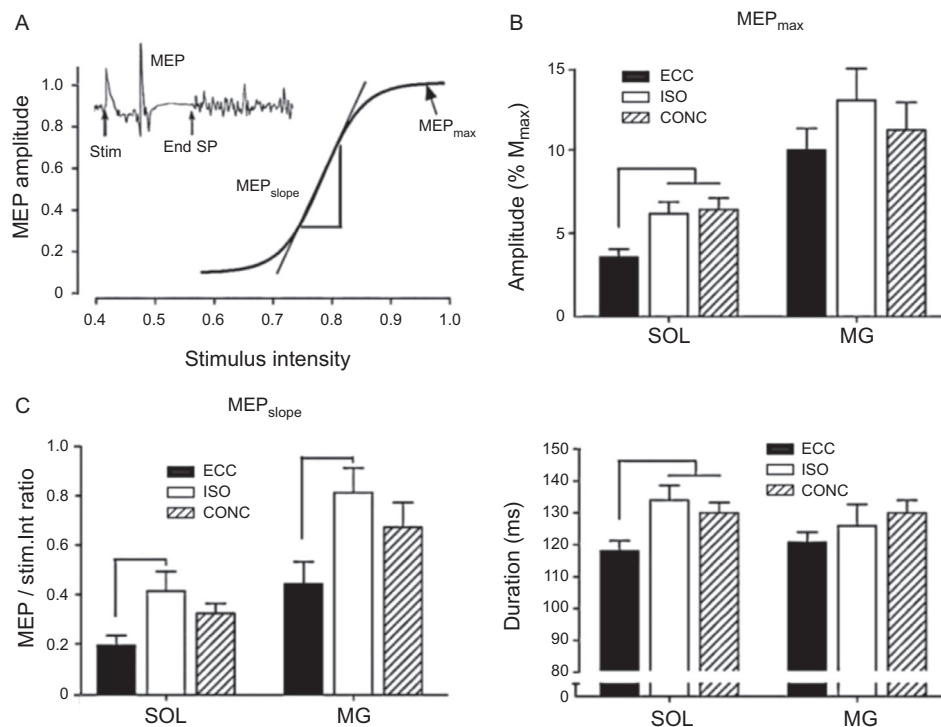 A
MEP amplitude
1.0
0.8
0.6
0.4
0.2
0
MEP
Stim
End SP
MEPslope
MEPmax
0.4 0.5 0.6 0.7 0.8 0.9 1.0
Stimulus intensity
B
MEPmax
Amplitude (% Mmax)
15
10
5
0
ECC
ISO
CONC
SOL MG
C
MEPslope
MEP / stim.Int ratio
1.0
0.8
0.6
0.4
0.2
0
ECC
ISO
CONC
SOL MG
Duration (ms)
150
140
130
120
110
100
90
80
0
ECC
ISO
CONC
SOL MG